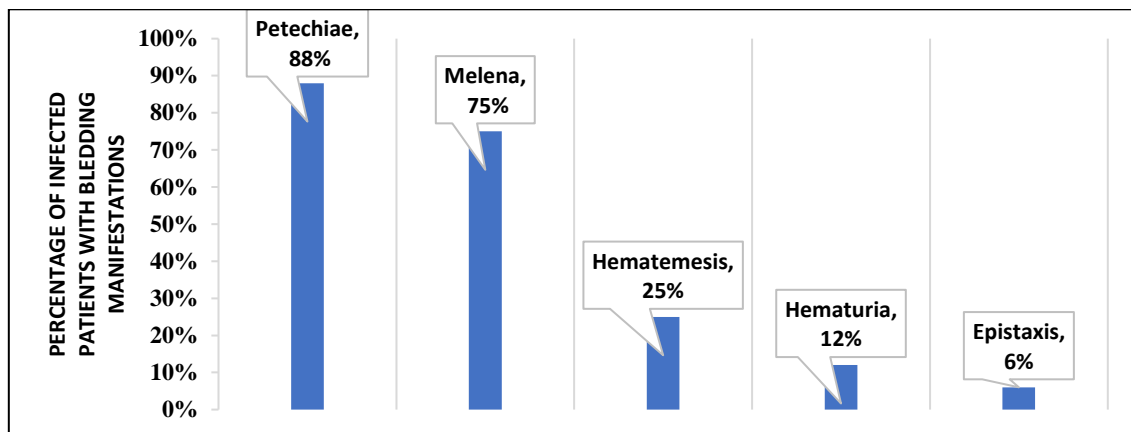 PERCENTAGE OF INFECTED
PATIENTS WITH BLEDDING
MANIFESTATIONS
100%
90%
80%
70%
60%
50%
40%
30%
20%
10%
0%
Petechiae,
88%
Melena,
75%
Hematemesis,
25%
Hematuria,
12%
Epistaxis,
6%